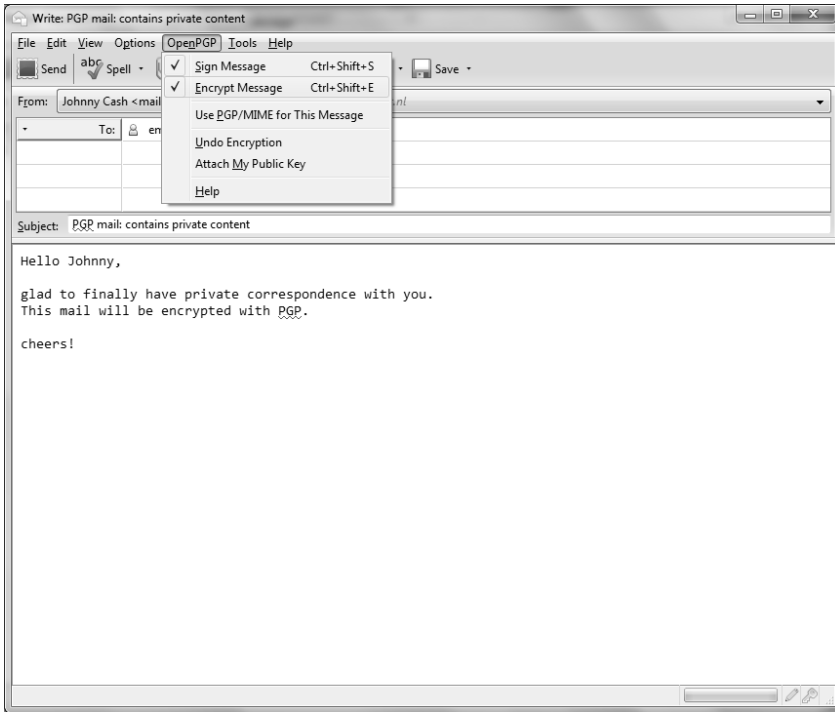 Write: PGP mail: contains private content
File Edit View Options OpenPGP Tools Help
Send Spell Save
Sign Message Ctrl+Shift+S
Encrypt Message Ctrl+Shift+E
Use PGP/MIME for This Message
Undo Encryption
Attach My Public Key
Help
From: Johnny Cash <mail .nl
To: en
Subject: PGP mail: contains private content
Hello Johnny,
glad to finally have private correspondence with you.
This mail will be encrypted with PGP.
cheers!